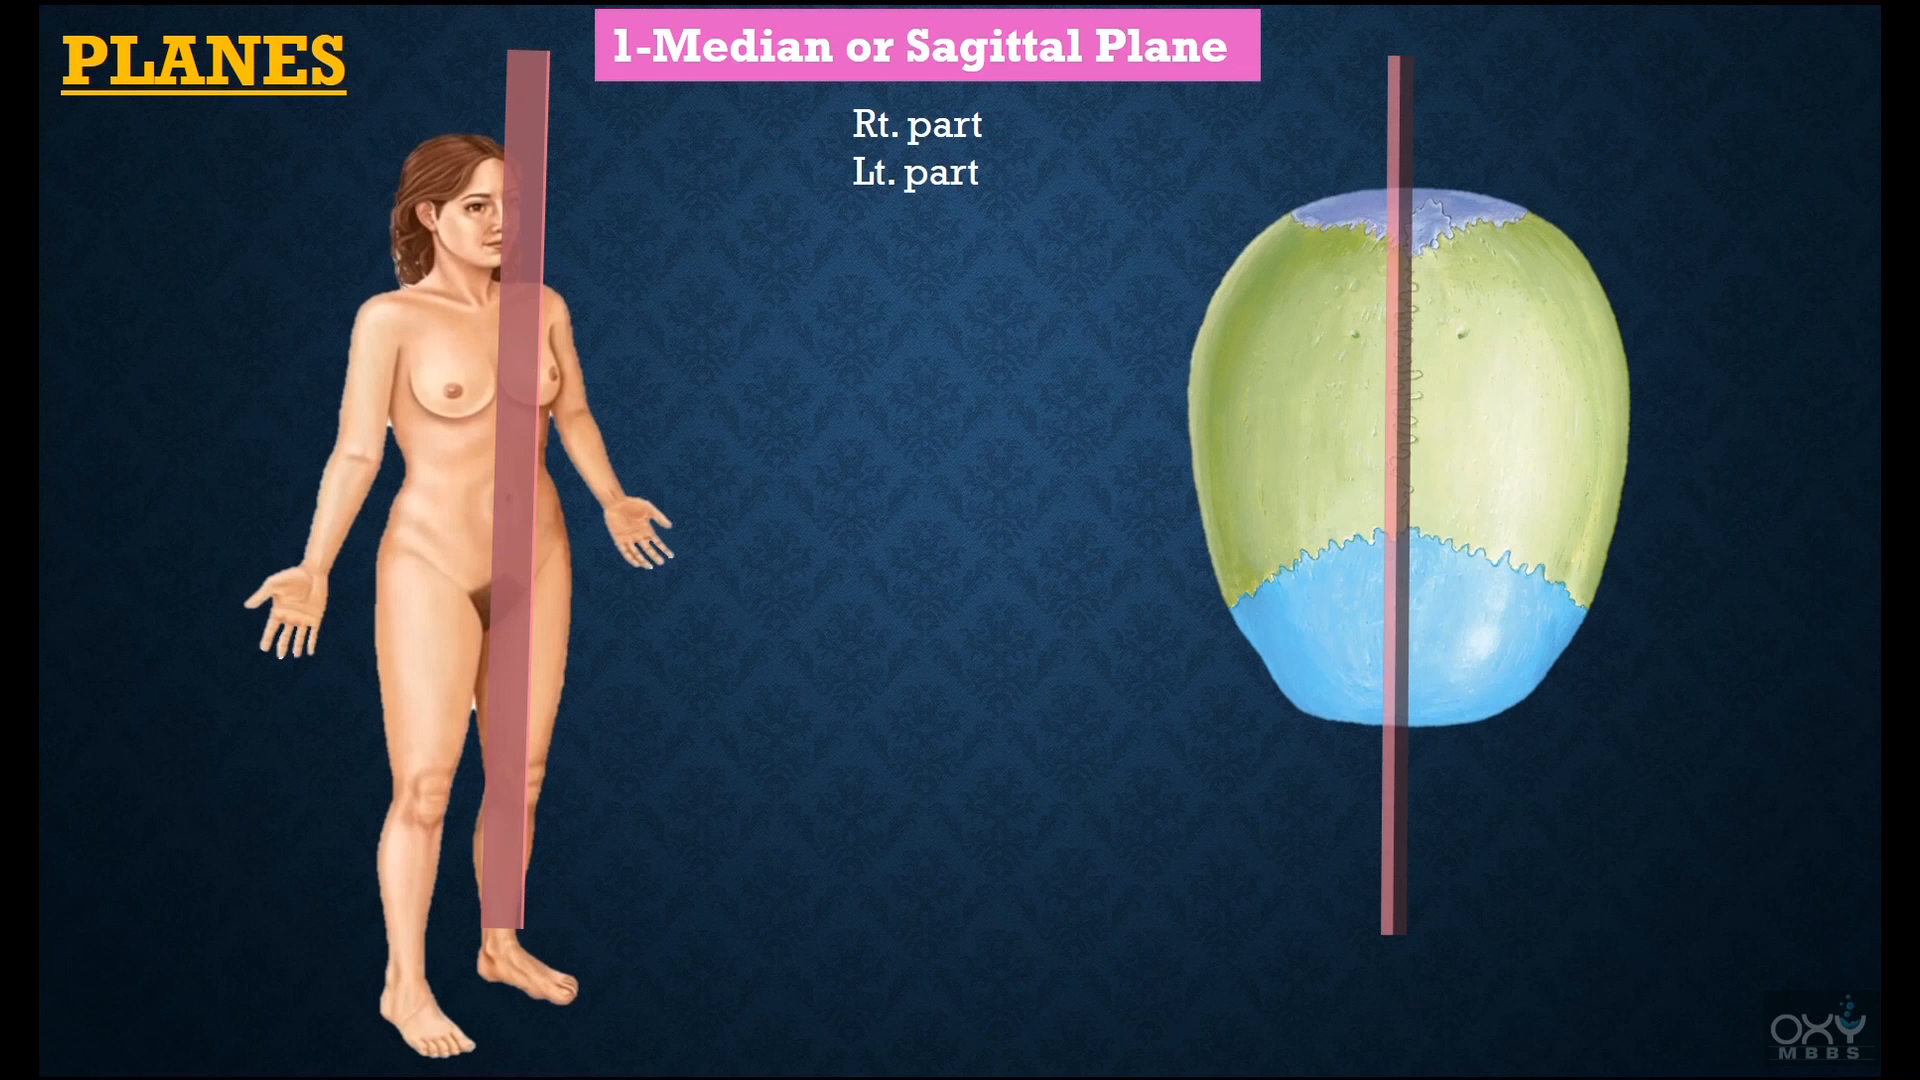 PLANES
1-Median or Sagittal Plane
Rt. part
Lt. part
OXY
MBBS